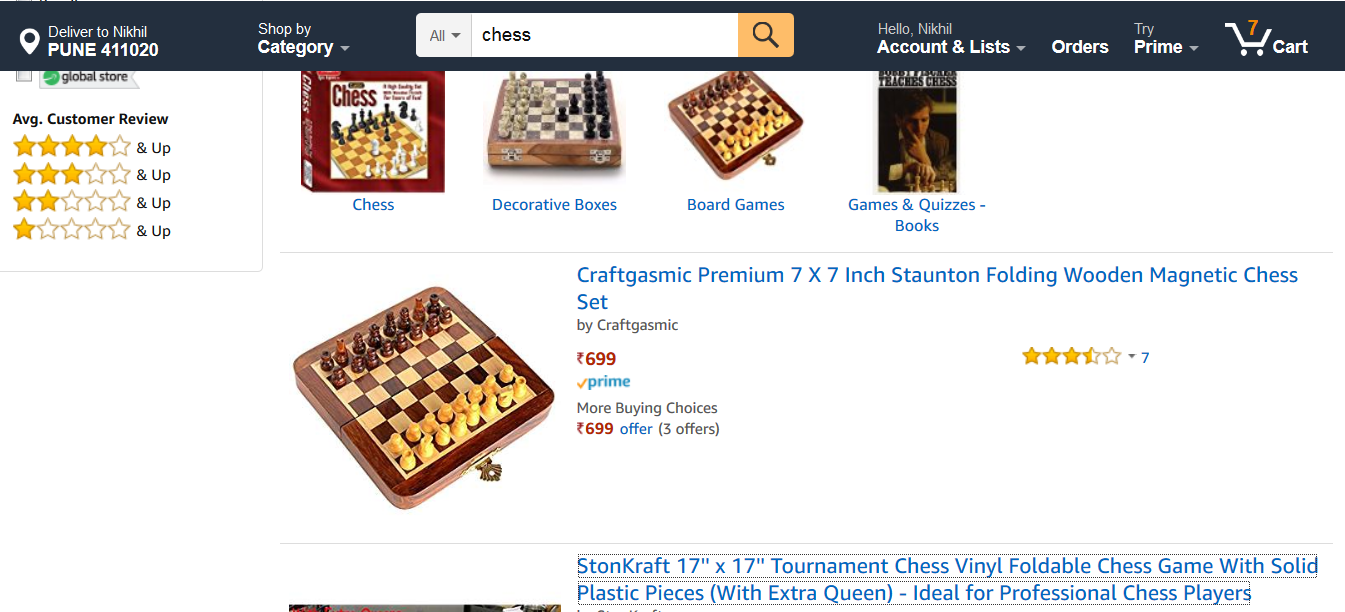 Deliver to Nikhil
PUNE 411020
Shop by
Category
All
chess
Hello, Nikhil
Account & Lists
Orders
Try
Prime
7
Cart
global store
Avg. Customer Review
& Up
& Up
& Up
& Up
Chess
TEACHES CHESS
Chess
Decorative Boxes
Board Games
Games & Quizzes -
Books
Craftgasmic Premium 7 X 7 Inch Staunton Folding Wooden Magnetic Chess
Set
by Craftgasmic
₹699
prime
7
More Buying Choices
₹699 offer (3 offers)
StonKraft 17" x 17" Tournament Chess Vinyl Foldable Chess Game With Solid
Plastic Pieces (With Extra Queen) - Ideal for Professional Chess Players